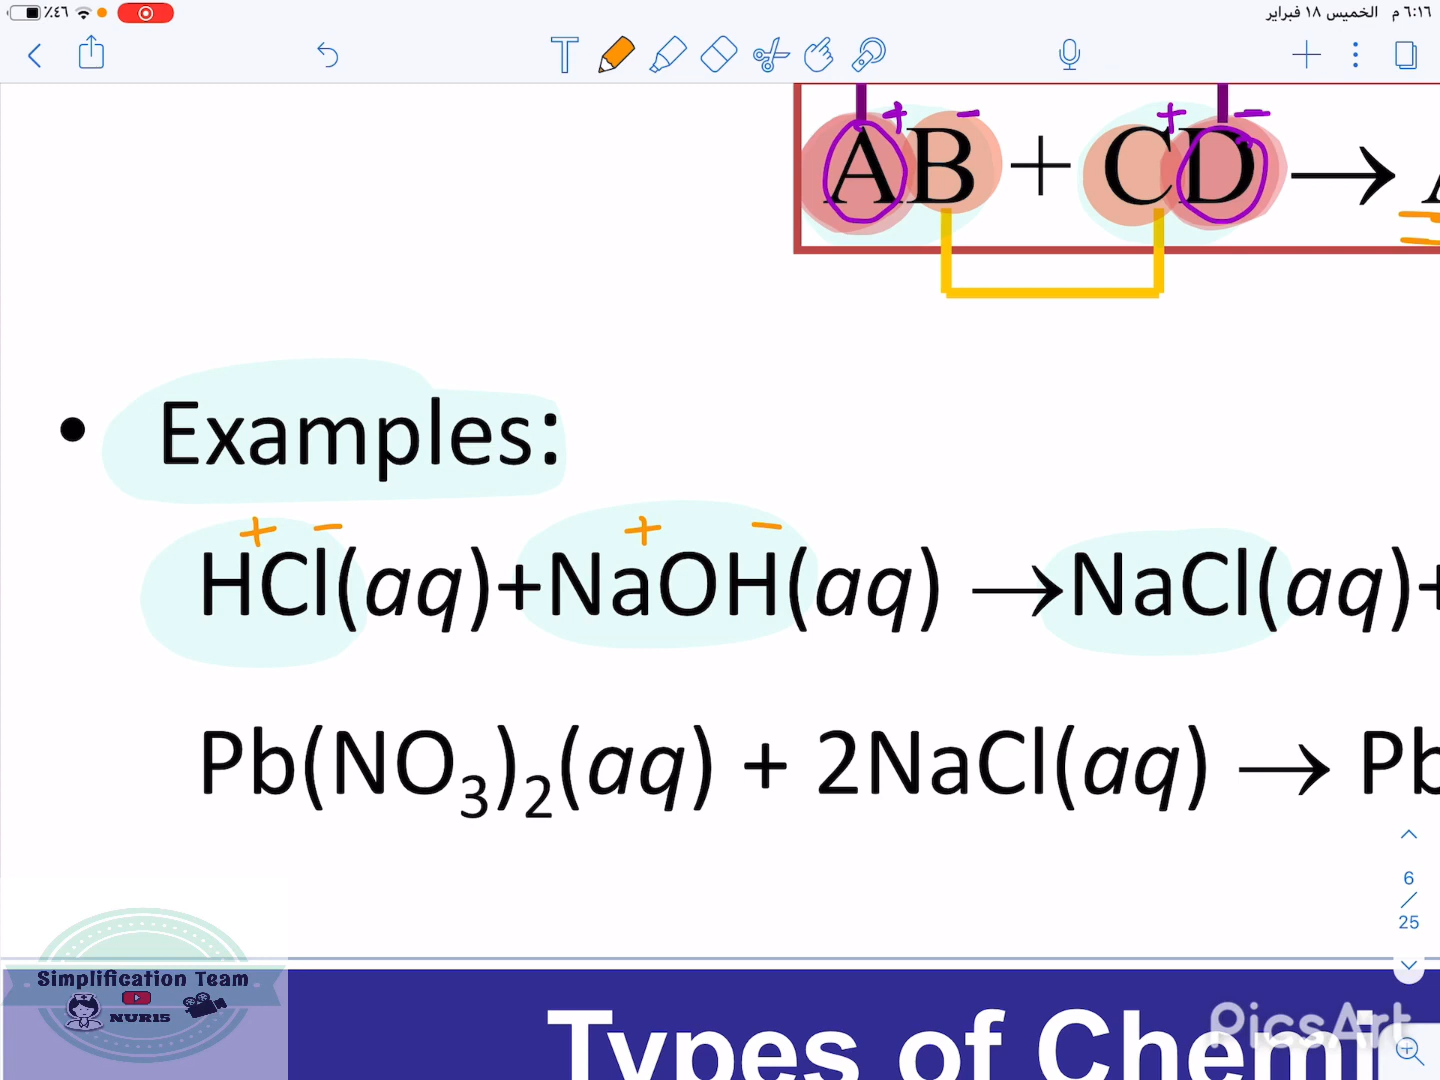 ٪٤٦
٦:١٦ م الخميس ١٨ فبراير
T
+ - + -
AB + CD →
• Examples:
+ - + -
HCl(aq)+NaOH(aq) →NaCl(aq)+
Pb(NO₃)₂(aq) + 2NaCl(aq) → Pb
6
/
25
Simplification Team
NUR15
Types of Chemi
PicsArt